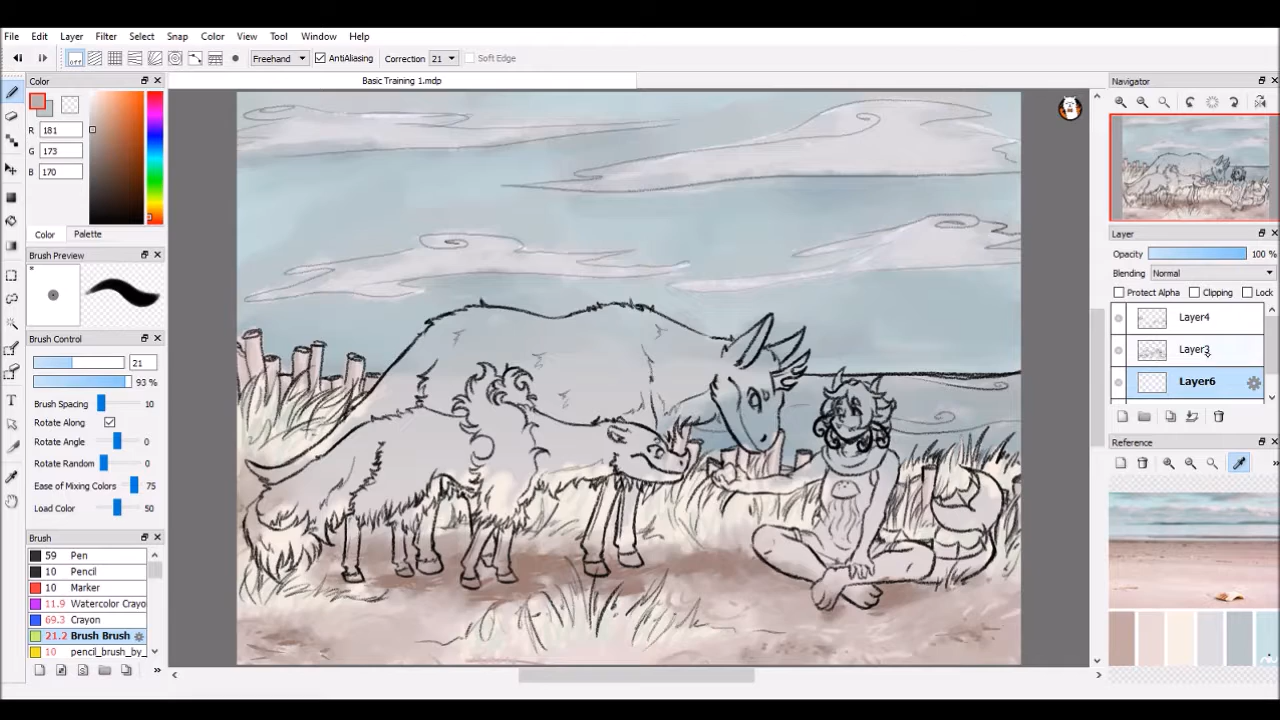 File Edit Layer Filter Select Snap Color View Tool Window Help
off Freehand AntiAliasing Correction 21 Soft Edge
Color Basic Training 1.mdp Navigator
R 181
G 173
B 170
Color Palette
Layer
Brush Preview
Opacity 100 %
Blending Normal
Protect Alpha Clipping Lock
Layer4
Brush Control
Layer3
21
93 %
Layer6
Brush Spacing 10
Rotate Along
Rotate Angle 0
Reference
Rotate Random 0
Ease of Mixing Colors 75
Load Color 50
Brush
59 Pen
10 Pencil
10 Marker
11.9 Watercolor Crayo
69.3 Crayon
21.2 Brush Brush
10 pencil_brush_by_